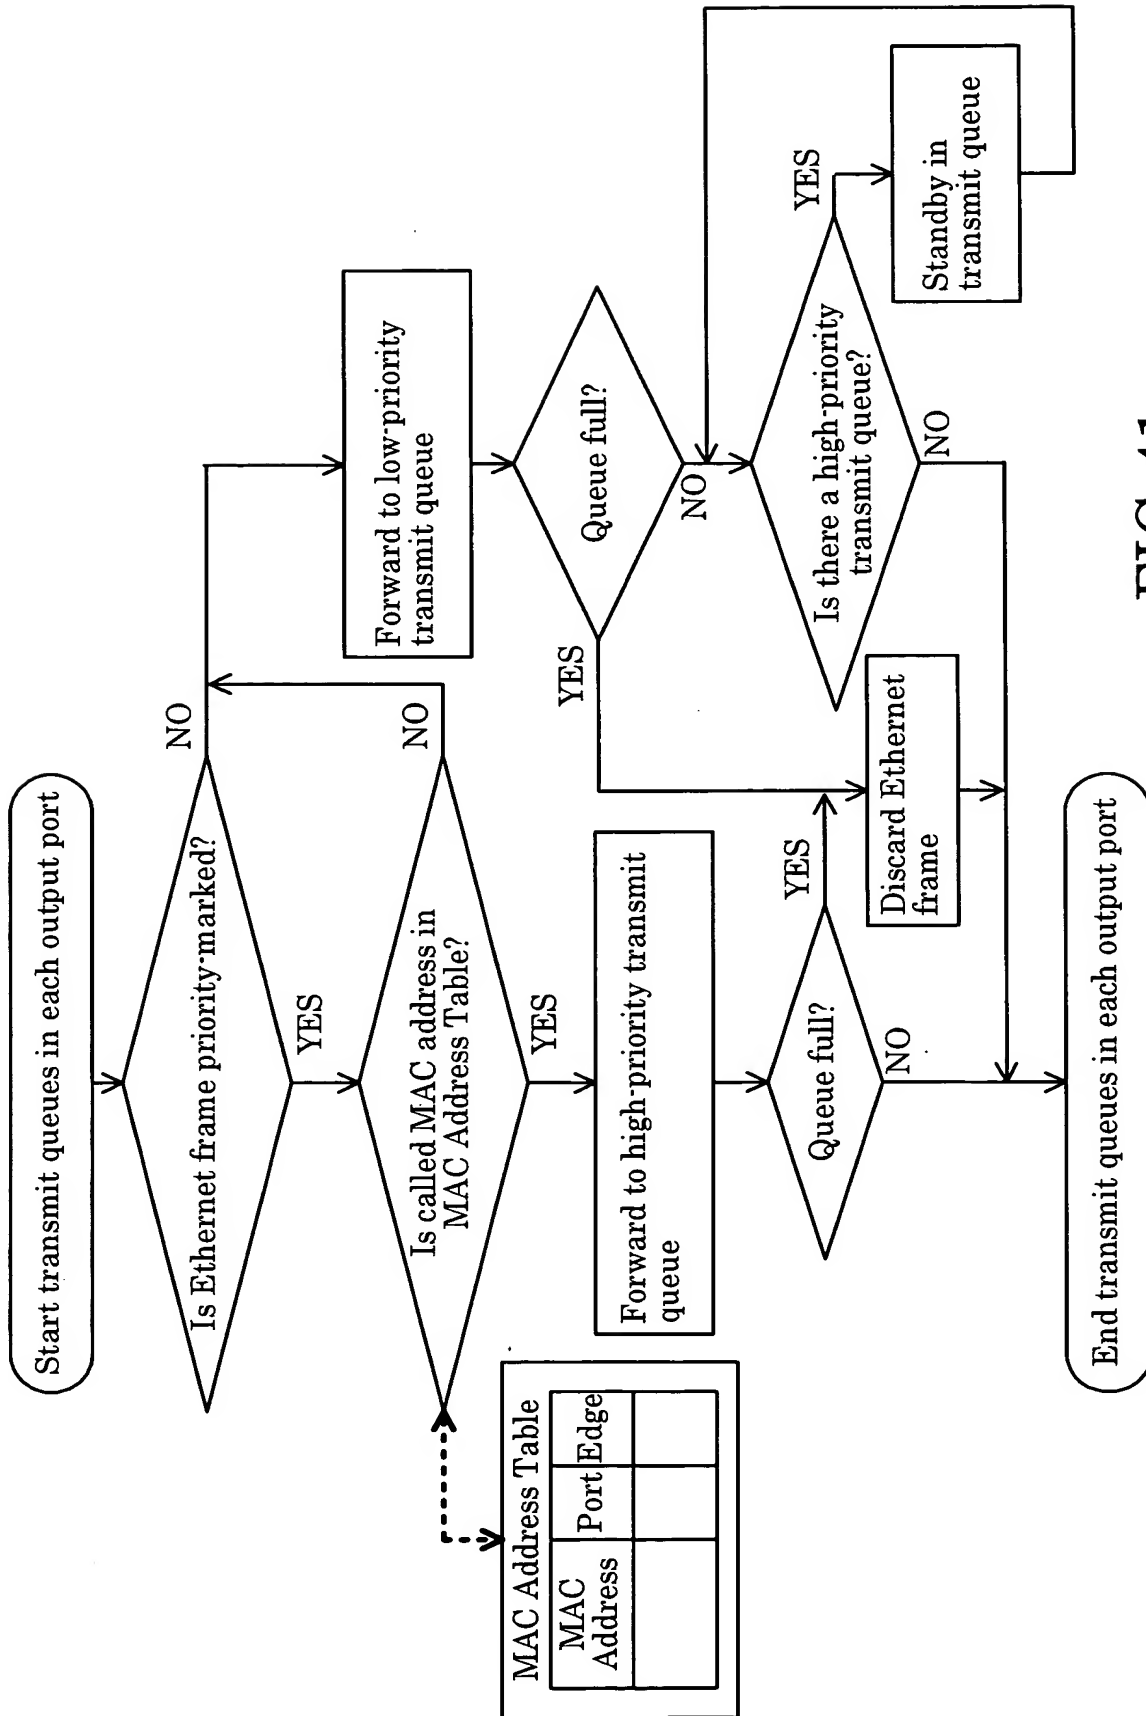 Start transmit queues in each output port
Is Ethernet frame priority-marked?
NO
YES
Is called MAC address in
MAC Address Table?
NO
YES
MAC Address Table
MAC
Address
Port
Edge
Forward to high-priority transmit
queue
Queue full?
YES
NO
Forward to low-priority
transmit queue
Queue full?
YES
NO
Is there a high-priority
transmit queue?
YES
NO
Standby in
transmit queue
Discard Ethernet
frame
End transmit queues in each output port